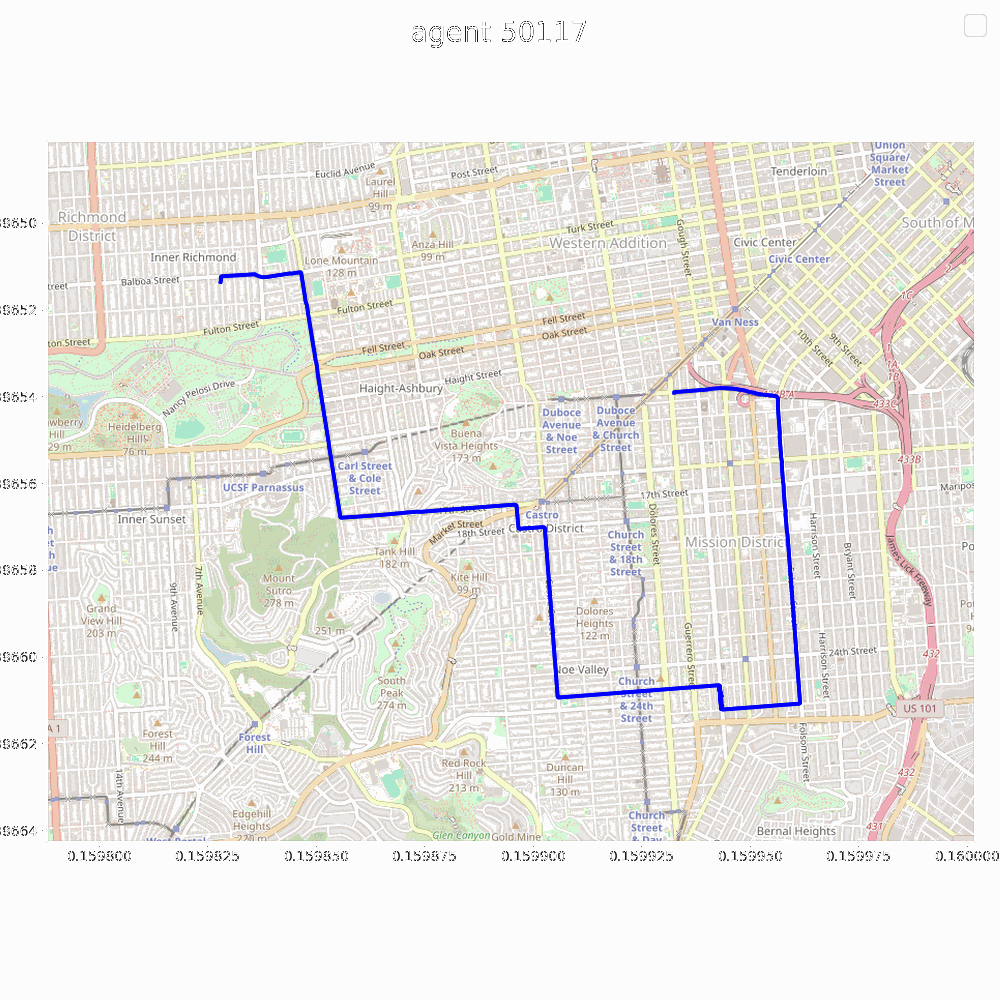 agent 50117
Union
Square/
Market
Street
Euclid Avenue
Post Street
Tenderloin
Laurel
Hill
99 m
Richmond
District
South of M
Turk Street
Gough Street
Anza Hill
99 m
Western Addition
Civic Center
Inner Richmond
Lone Mountain
128 m
Civic Center
Balboa Street
Fulton Street
Fulton Street
Van Ness
Fell Street
Oak Street
10th Street
9th Street
Fell Street
Oak Street
Haight Street
Haight-Ashbury
Nancy Pelosi Drive
Heidelberg
Hill
76 m
Duboce
Avenue
& Noe
Street
Duboce
Avenue
& Church
Street
Buena
Vista Heights
173 m
Carl Street
& Cole
Street
UCSF Parnassus
433C
433B
17th Street
Inner Sunset
Castro
Market Street
18th Street
Church
Street
& 18th
Street
Dolores Street
Mission District
Harrison Street
Bryant Street
James Lick Freeway
Tank Hill
182 m
Mount
Sutro
278 m
Kite Hill
99 m
7th Avenue
9th Avenue
Grand
View Hill
203 m
251 m
Dolores
Heights
122 m
Guerrero Street
24th Street
Harrison Street
432
Noe Valley
South
Peak
274 m
Church
Street
& 24th
Street
US 101
Forest
Hill
244 m
Forest
Hill
Folsom Street
Red Rock
Hill
213 m
Duncan
Hill
130 m
432
14th Avenue
Edgehill
Heights
Glen Canyon
Gold Mine
Church
Street
Bernal Heights
431
0.159800
0.159825
0.159850
0.159875
0.159900
0.159925
0.159950
0.159975
0.160000